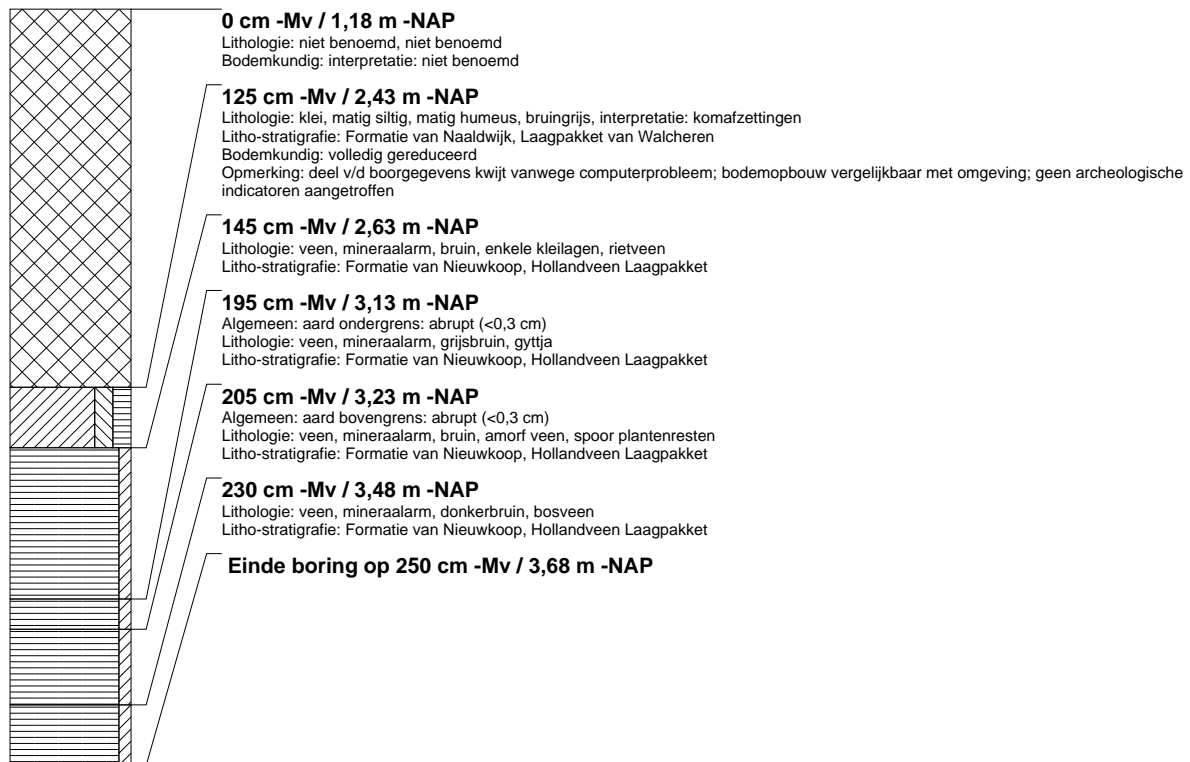 0 cm -Mv / 1,18 m -NAP
Lithologie: niet benoemd, niet benoemd
Bodemkundig: interpretatie: niet benoemd
125 cm -Mv / 2,43 m -NAP
Lithologie: klei, matig siltig, matig humeus, bruingrijs, interpretatie: komafzettingen
Litho-stratigrafie: Formatie van Naaldwijk, Laagpakket van Walcheren
Bodemkundig: volledig gereduceerd
Opmerking: deel v/d boorgegevens kwijt vanwege computerprobleem; bodemopbouw vergelijkbaar met omgeving; geen archeologische
indicatoren aangetroffen
145 cm -Mv / 2,63 m -NAP
Lithologie: veen, mineraalarm, bruin, enkele kleilagen, rietveen
Litho-stratigrafie: Formatie van Nieuwkoop, Hollandveen Laagpakket
195 cm -Mv / 3,13 m -NAP
Algemeen: aard ondergrens: abrupt (<0,3 cm)
Lithologie: veen, mineraalarm, grijsbruin, gyttja
Litho-stratigrafie: Formatie van Nieuwkoop, Hollandveen Laagpakket
205 cm -Mv / 3,23 m -NAP
Algemeen: aard bovengrens: abrupt (<0,3 cm)
Lithologie: veen, mineraalarm, bruin, amorf veen, spoor plantenresten
Litho-stratigrafie: Formatie van Nieuwkoop, Hollandveen Laagpakket
230 cm -Mv / 3,48 m -NAP
Lithologie: veen, mineraalarm, donkerbruin, bosveen
Litho-stratigrafie: Formatie van Nieuwkoop, Hollandveen Laagpakket
Einde boring op 250 cm -Mv / 3,68 m -NAP